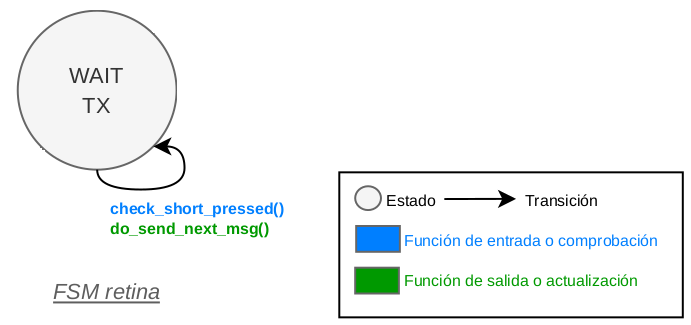 WAIT
TX
check_short_pressed()
do_send_next_msg()
FSM retina
Estado
Transición
Función de entrada o comprobación
Función de salida o actualización